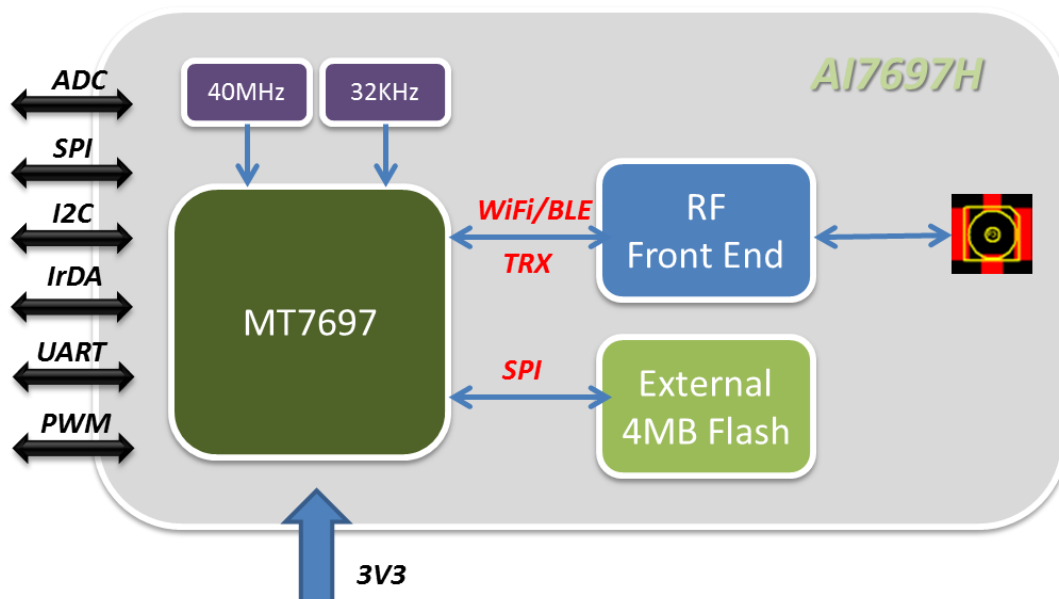 AI7697H
ADC
SPI
I2C
IrDA
UART
PWM
40MHz
32KHz
MT7697
WiFi/BLE
TRX
RF
Front End
SPI
External
4MB Flash
3V3